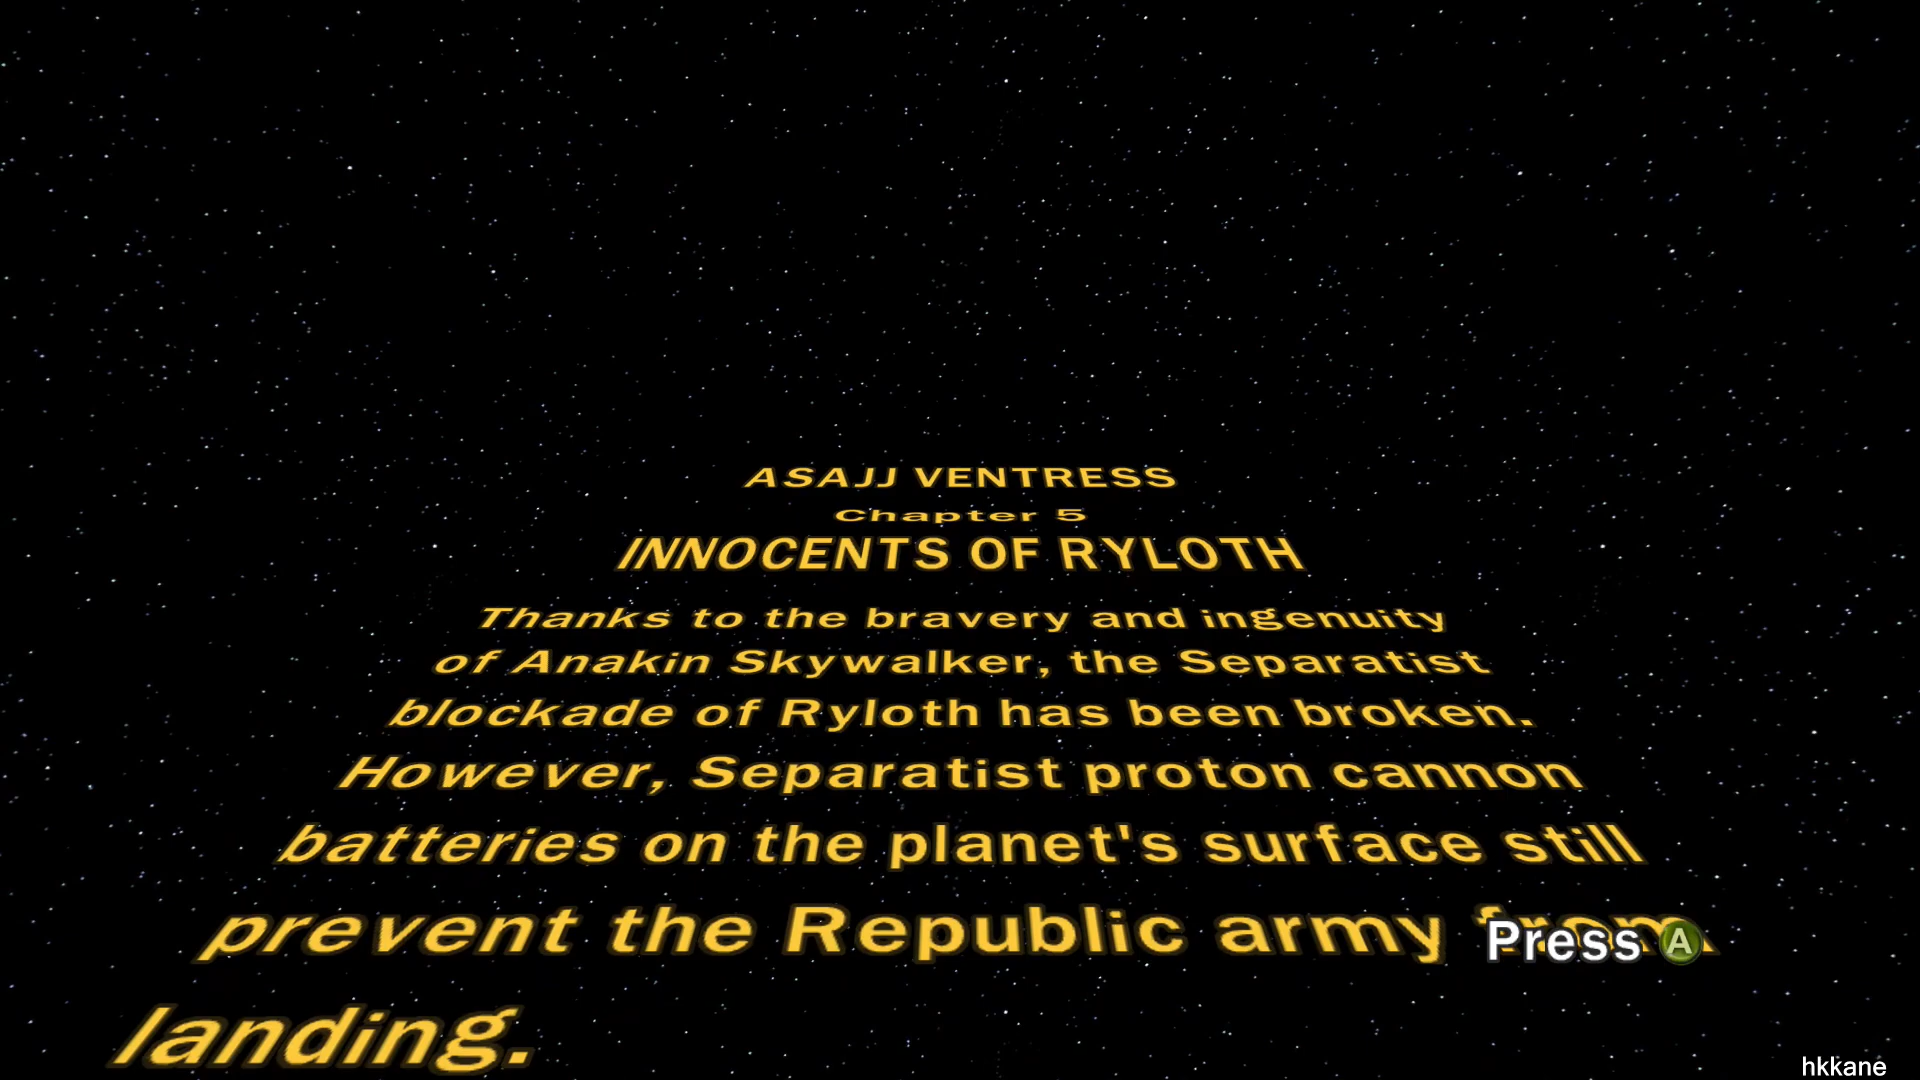 ASAJJ VENTRESS
Chapter 5
INNOCENTS OF RYLOTH
Thanks to the bravery and ingenuity
of Anakin Skywalker, the Separatist
blockade of Ryloth has been broken.
However, Separatist proton cannon
batteries on the planet's surface still
prevent the Republic army from
Press A
landing.
hkkane